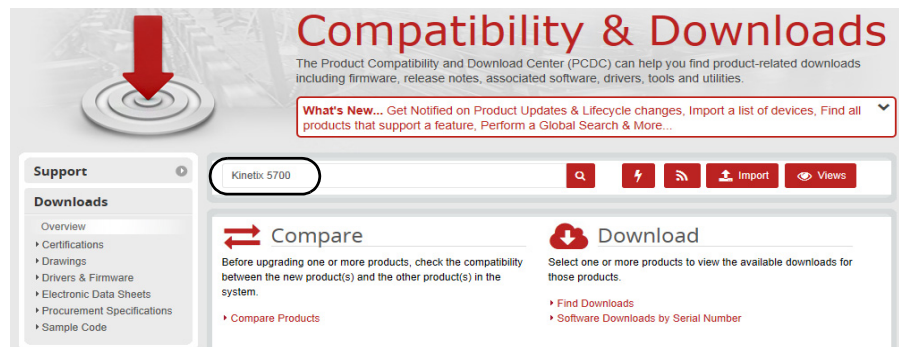 Compatibility & Downloads
The Product Compatibility and Download Center (PCDC) can help you find product-related downloads
including firmware, release notes, associated software, drivers, tools and utilities.
What's New... Get Notified on Product Updates & Lifecycle changes, Import a list of devices, Find all
products that support a feature, Perform a Global Search & More...
Support
Downloads
Overview
Certifications
Drawings
Drivers & Firmware
Electronic Data Sheets
Procurement Specifications
Sample Code
Kinetix 5700
Import
Views
Compare
Before upgrading one or more products, check the compatibility
between the new product(s) and the other product(s) in the
system.
Compare Products
Download
Select one or more products to view the available downloads for
those products.
Find Downloads
Software Downloads by Serial Number